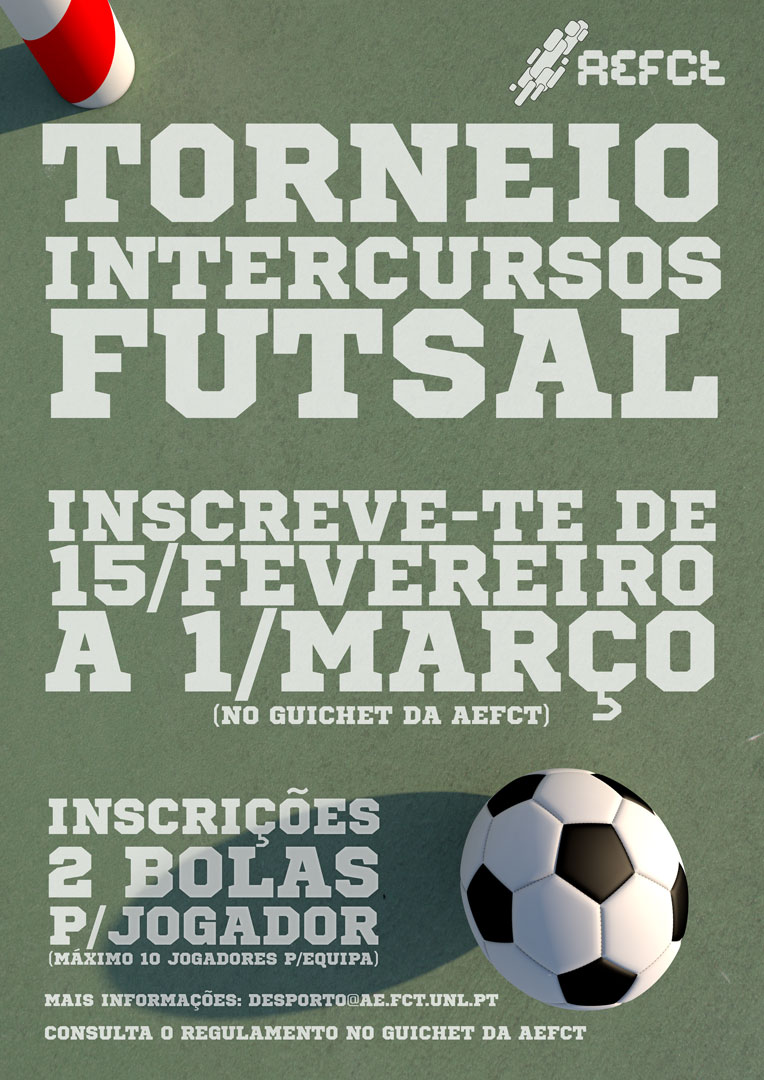 AEFCT
TORNEIO
INTERCURSOS
FUTSAL
INSCREVE-TE DE
15/FEVEREIRO
A 1/MARÇO
(NO GUICHET DA AEFCT)
INSCRIÇÕES
2 BOLAS
P/JOGADOR
(MÁXIMO 10 JOGADORES P/EQUIPA)
MAIS INFORMAÇÕES: DESPORTO@AE.FCT.UNL.PT
CONSULTA O REGULAMENTO NO GUICHET DA AEFCT